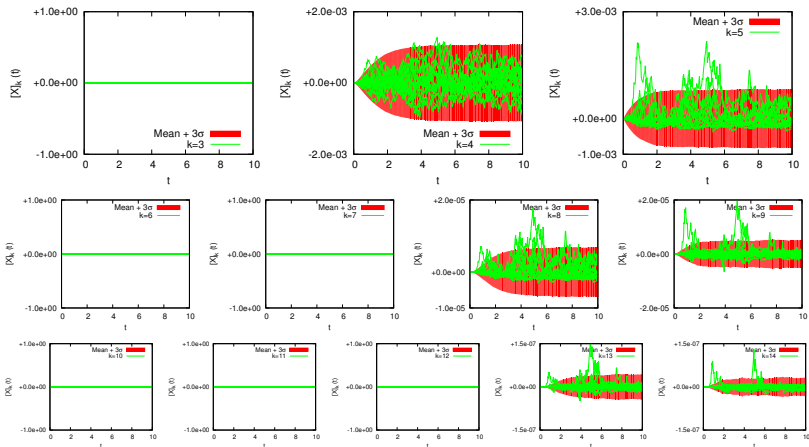 +1.0e+00
+0.0e+00
-1.0e+00
[X]k (t)
0 2 4 6 8 10
t
Mean + 3σ
k=3
+2.0e-03
+0.0e+00
-2.0e-03
[X]k (t)
0 2 4 6 8 10
t
Mean + 3σ
k=4
+3.0e-03
+0.0e+00
-1.0e-03
[X]k (t)
0 2 4 6 8 10
t
Mean + 3σ
k=5
+1.0e+00
+0.0e+00
-1.0e+00
[X]k (t)
0 2 4 6 8 10
t
Mean + 3σ
k=6
+1.0e+00
+0.0e+00
-1.0e+00
[X]k (t)
0 2 4 6 8 10
t
Mean + 3σ
k=7
+2.0e-05
+0.0e+00
-1.0e-05
[X]k (t)
0 2 4 6 8 10
t
Mean + 3σ
k=8
+2.0e-05
+0.0e+00
-2.0e-05
[X]k (t)
0 2 4 6 8 10
t
Mean + 3σ
k=9
+1.0e+00
+0.0e+00
-1.0e+00
[X]k (t)
0 2 4 6 8 10
t
Mean + 3σ
k=10
+1.0e+00
+0.0e+00
-1.0e+00
[X]k (t)
0 2 4 6 8 10
t
Mean + 3σ
k=11
+1.0e+00
+0.0e+00
-1.0e+00
[X]k (t)
0 2 4 6 8 10
t
Mean + 3σ
k=12
+1.5e-07
+0.0e+00
-1.5e-07
[X]k (t)
0 2 4 6 8 10
t
Mean + 3σ
k=13
+1.5e-07
+0.0e+00
-1.5e-07
[X]k (t)
0 2 4 6 8 10
t
Mean + 3σ
k=14